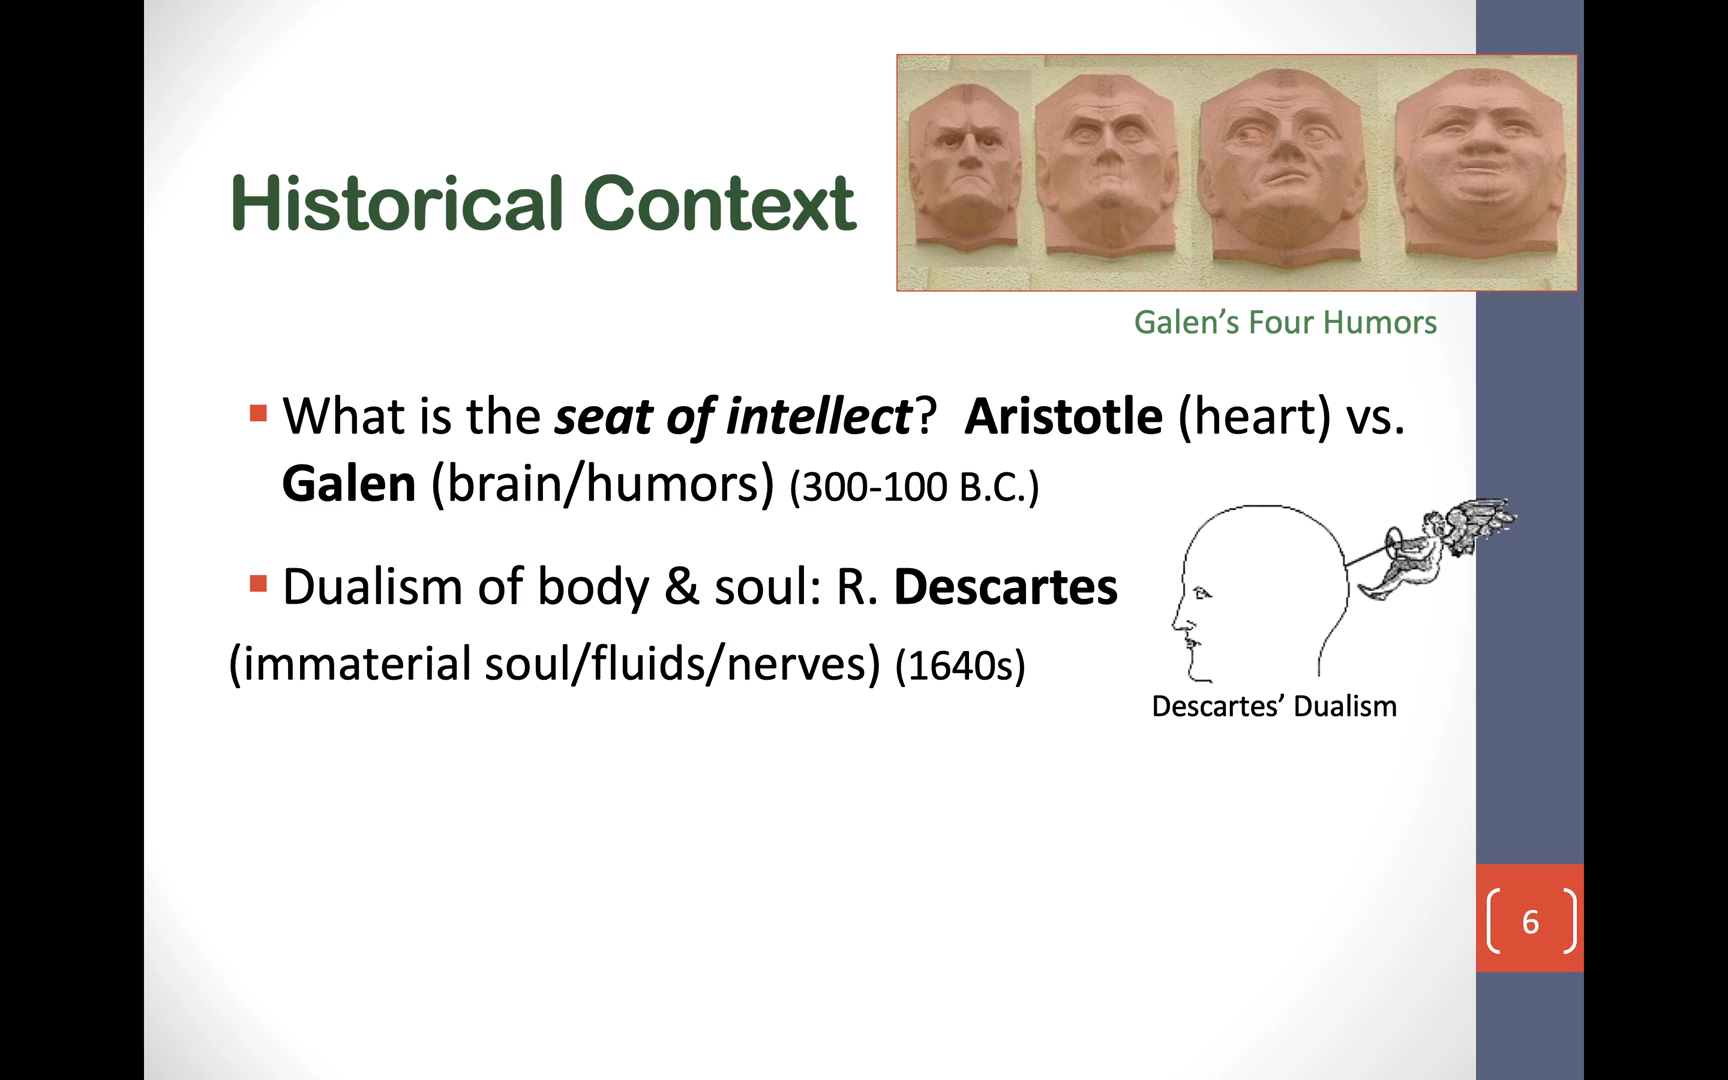 Historical Context
Galen’s Four Humors
▪ What is the seat of intellect?  Aristotle (heart) vs.
Galen (brain/humors) (300-100 B.C.)
▪ Dualism of body & soul: R. Descartes
(immaterial soul/fluids/nerves) (1640s)
Descartes’ Dualism
6